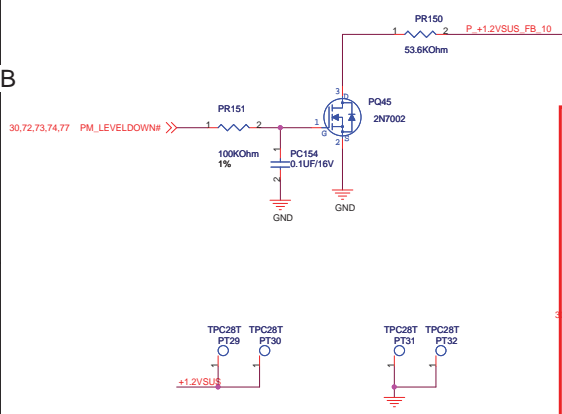 PR150
1 2 P_+1.2VSUS_FB_10
53.6KOhm
B
3 D
PQ45
2N7002
PR151
30,72,73,74,77 PM_LEVELDOWN# 1 2
1
G
2 S
100KOhm
1%
1
PC154
0.1UF/16V
2
GND
GND
TPC28T TPC28T
PT29 PT30
TPC28T TPC28T
PT31 PT32
1 1
1 1
+1.2VSUS